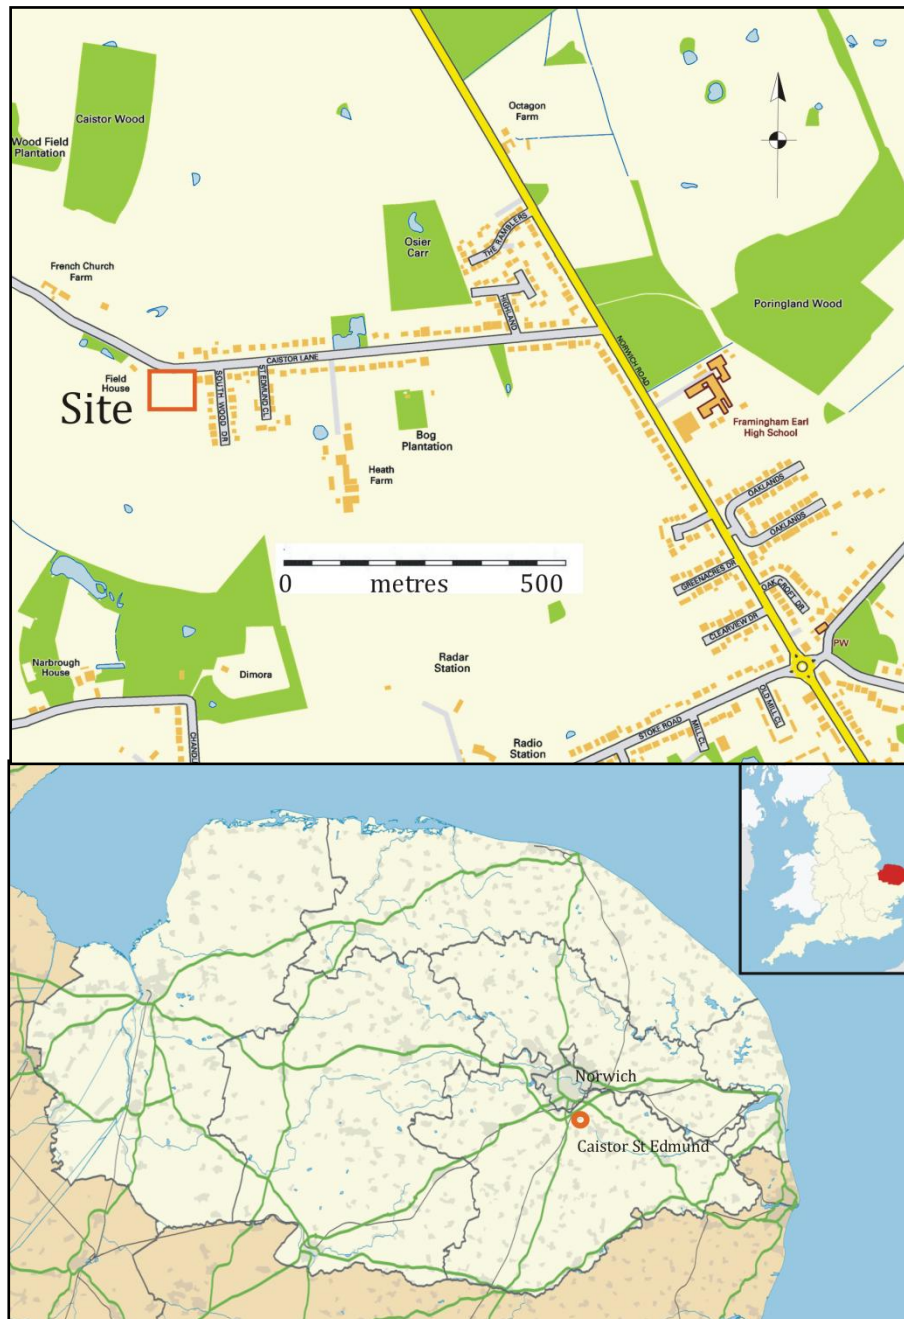 Caistor Wood
Wood Field
Plantation
Octagon
Farm
Osier
Carr
THE RAMBLERS
French Church
Farm
HIGHLAND
Poringland Wood
CAISTOR LANE
NORWICH ROAD
Field
House
Site
SOUTH WOOD DR
ST EDMUND CL
Framingham Earl
High School
Bog
Plantation
Heath
Farm
OAKLANDS
OAKLANDS
0 metres 500
GREENACRES DR
OAK CROFT DR
CLEARVIEW DR
PW
Narbrough
House
Dimora
Radar
Station
OLD MILL CL
STOKE ROAD
MILL CL
CHANDL
Radio
Station
Norwich
Caistor St Edmund